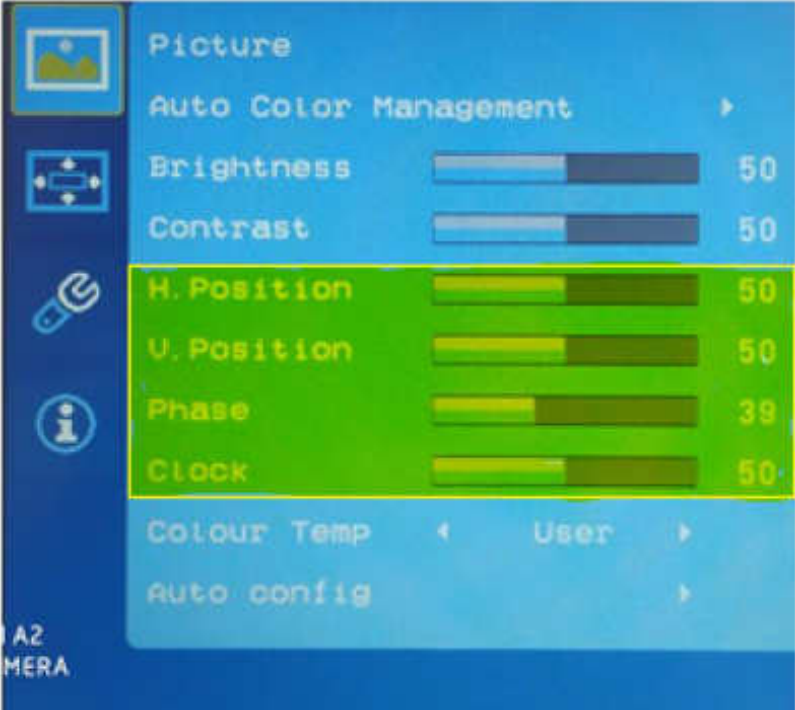 Picture
Auto Color Management
Brightness 50
Contrast 50
H.Position 50
V.Position 50
Phase 39
Clock 50
Colour Temp User
Auto config
A2
MERA